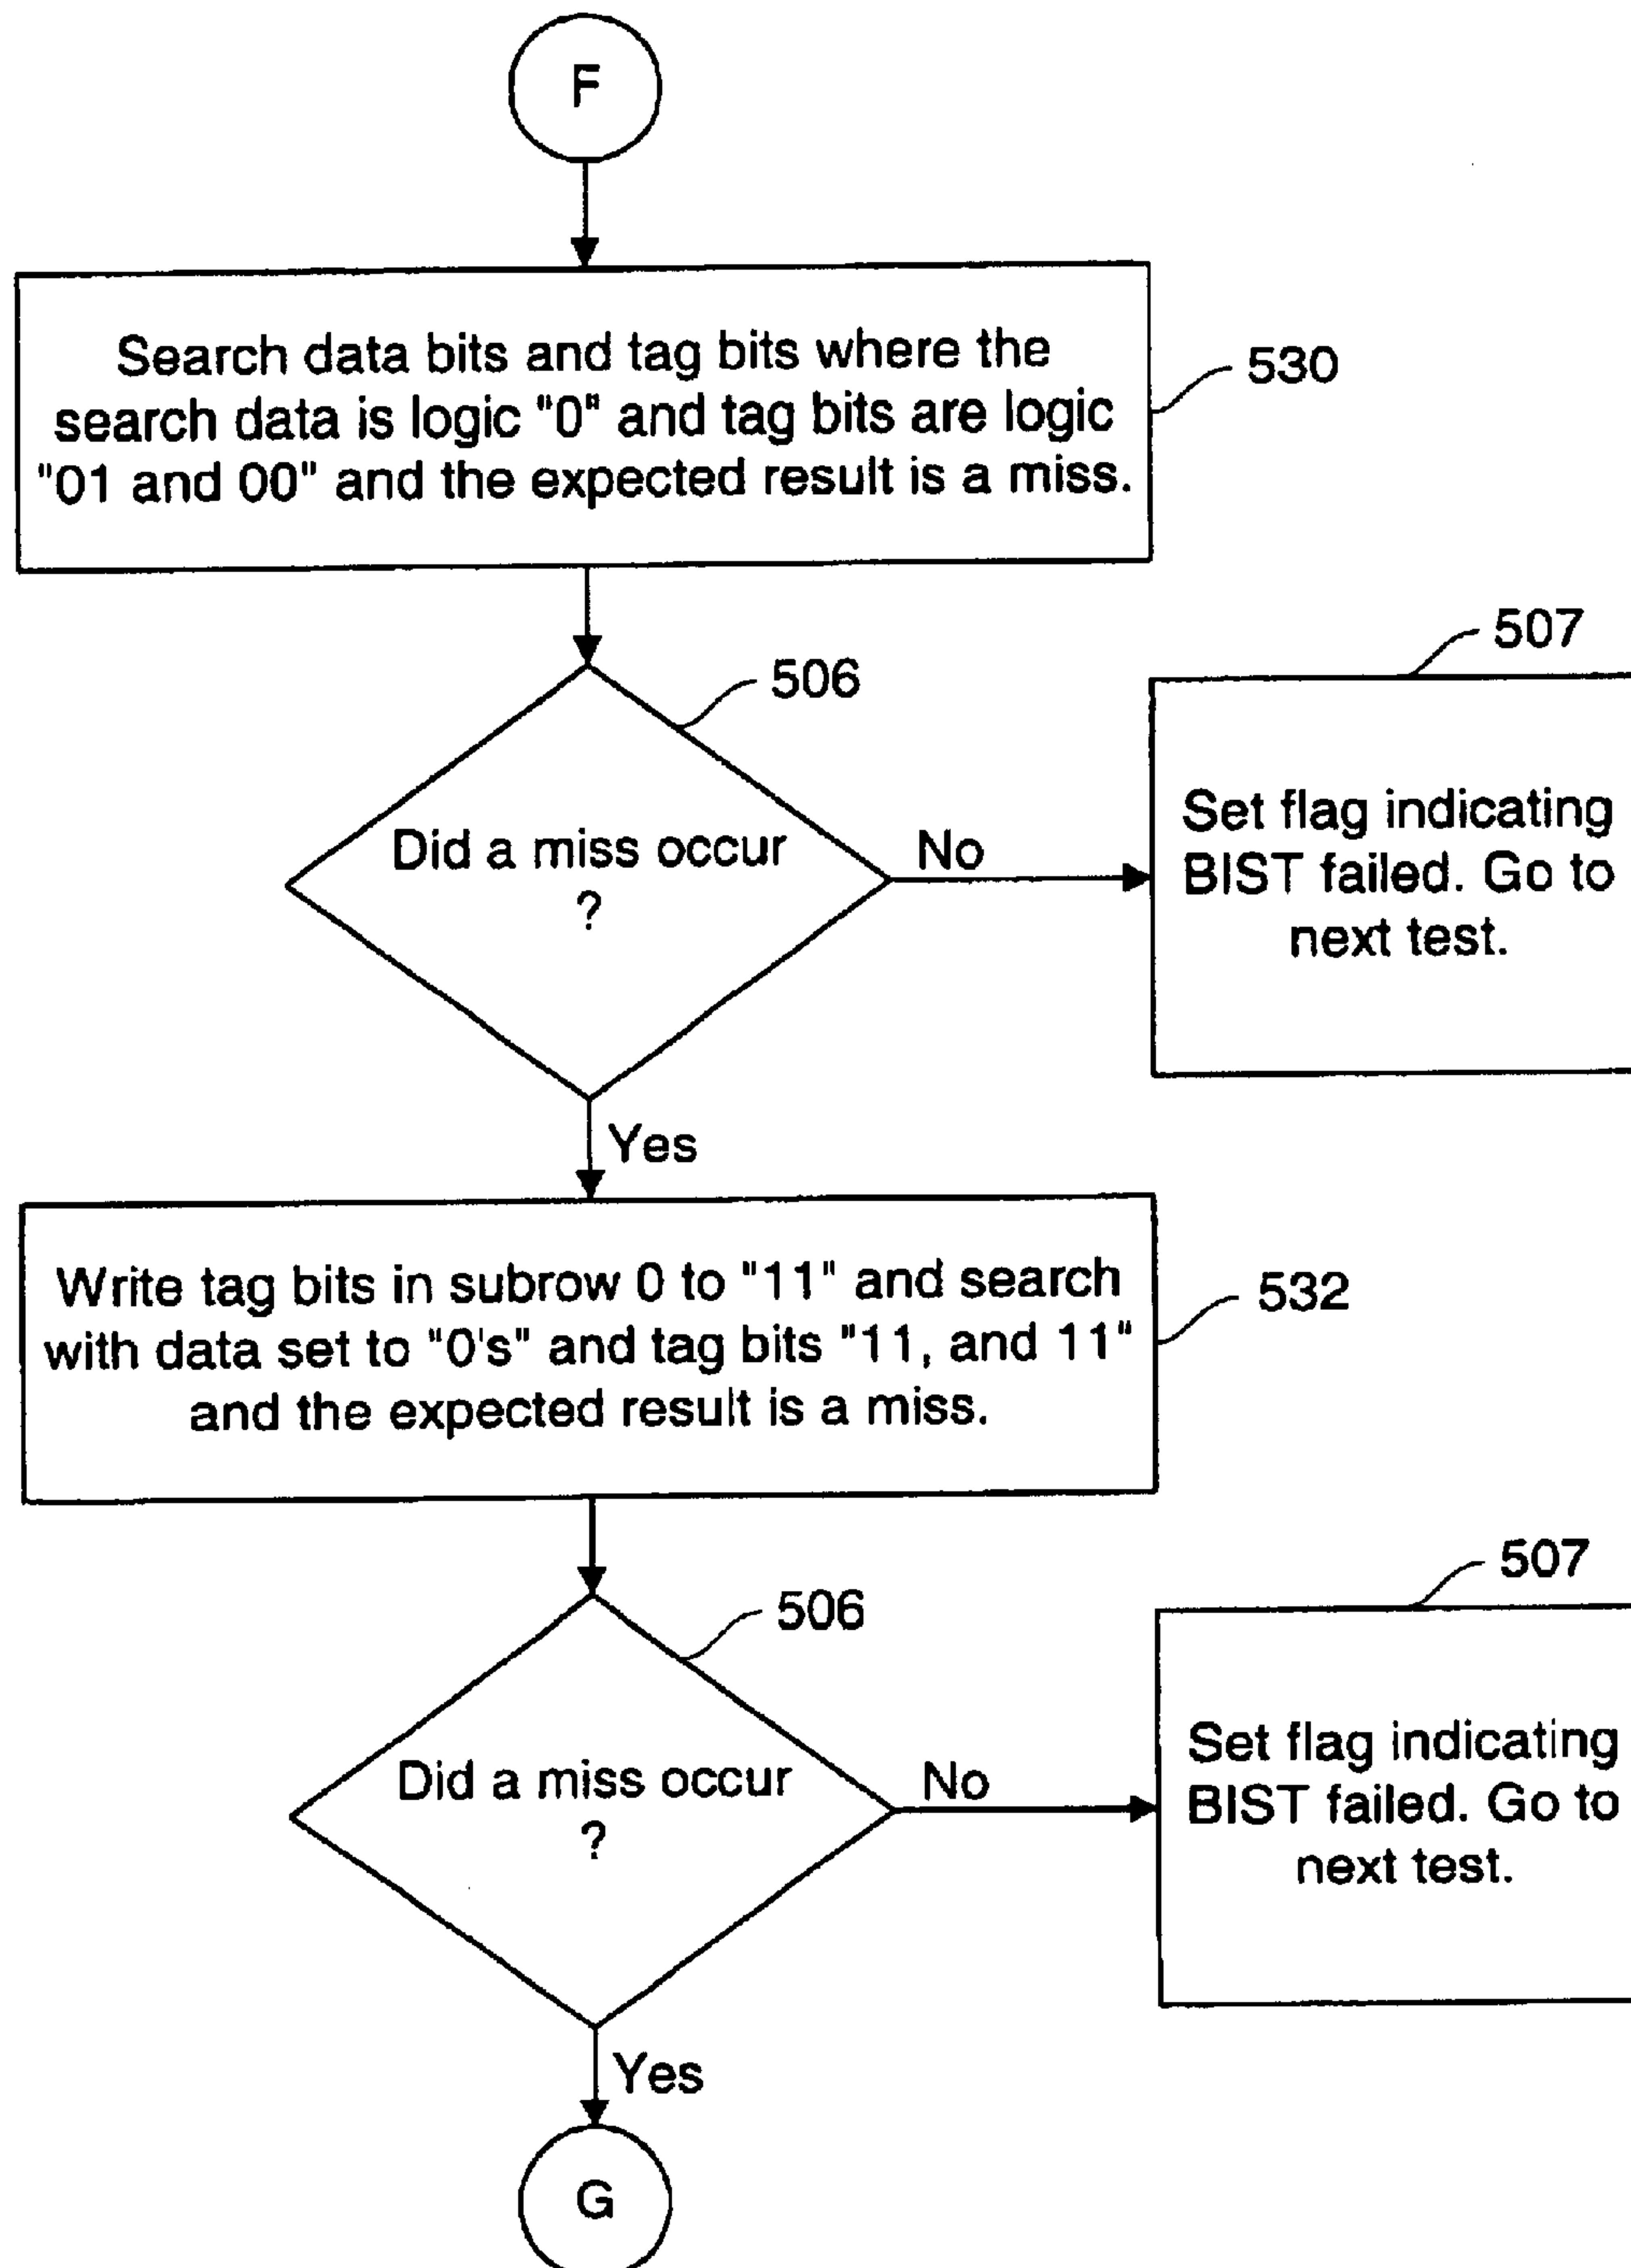 F
Search data bits and tag bits where the
search data is logic "0" and tag bits are logic
"01 and 00" and the expected result is a miss.
530
506
Did a miss occur
?
No
507
Set flag indicating
BIST failed. Go to
next test.
Yes
Write tag bits in subrow 0 to "11" and search
with data set to "0's" and tag bits "11, and 11"
and the expected result is a miss.
532
506
Did a miss occur
?
No
507
Set flag indicating
BIST failed. Go to
next test.
Yes
G